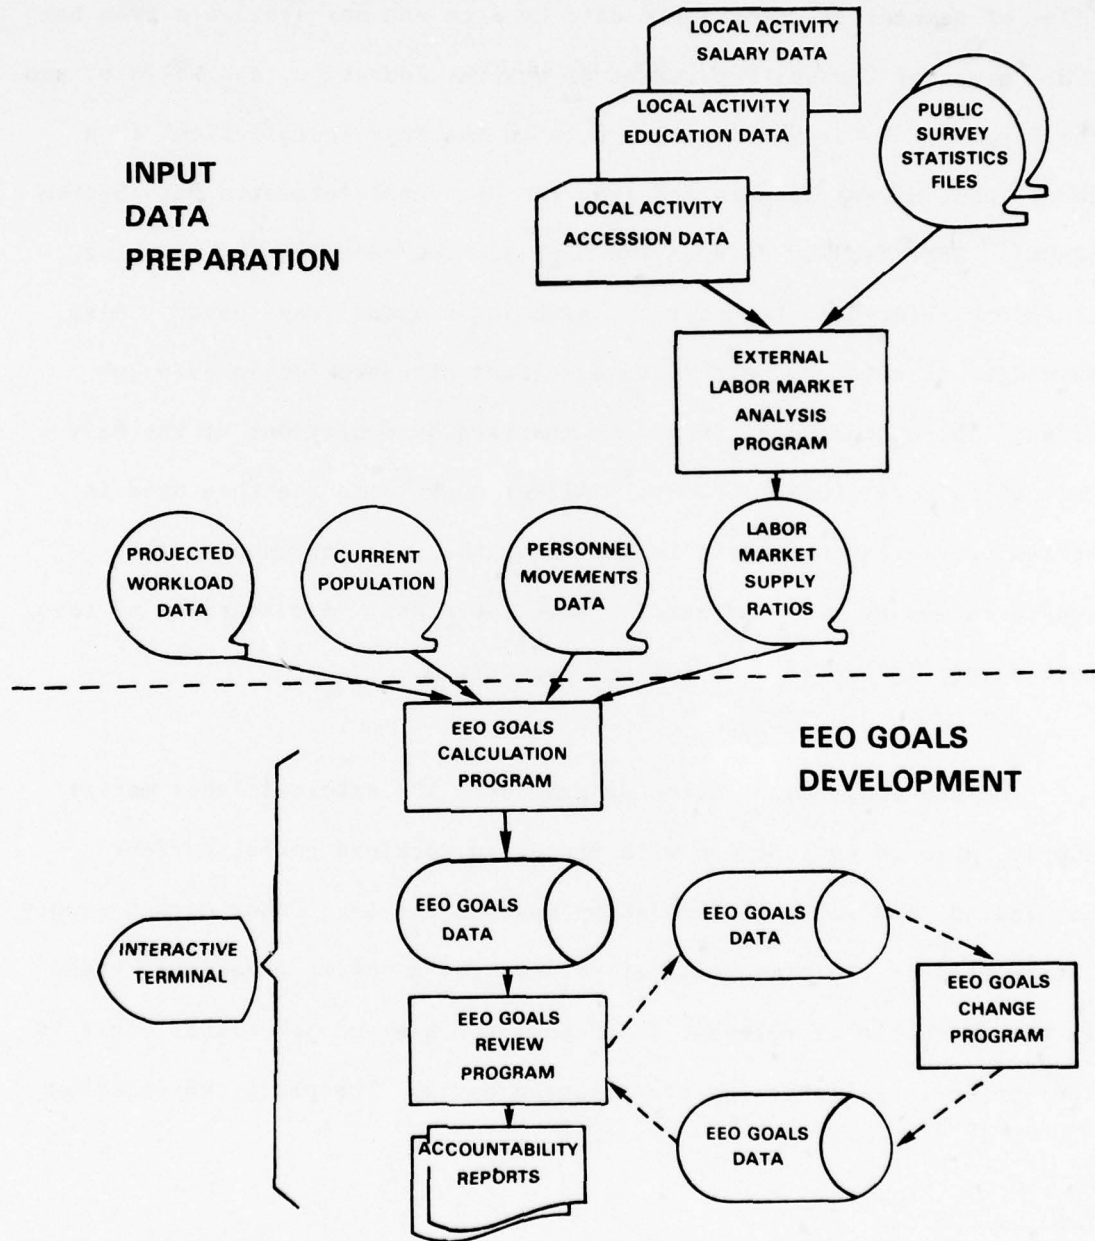 LOCAL ACTIVITY
SALARY DATA
LOCAL ACTIVITY
EDUCATION DATA
PUBLIC
SURVEY
STATISTICS
FILES
INPUT
DATA
PREPARATION
LOCAL ACTIVITY
ACCESSION DATA
EXTERNAL
LABOR MARKET
ANALYSIS
PROGRAM
PROJECTED
WORKLOAD
DATA
CURRENT
POPULATION
PERSONNEL
MOVEMENTS
DATA
LABOR
MARKET
SUPPLY
RATIOS
EEO GOALS
CALCULATION
PROGRAM
EEO GOALS
DEVELOPMENT
EEO GOALS
DATA
EEO GOALS
DATA
INTERACTIVE
TERMINAL
EEO GOALS
CHANGE
PROGRAM
EEO GOALS
REVIEW
PROGRAM
EEO GOALS
DATA
ACCOUNTABILITY
REPORTS